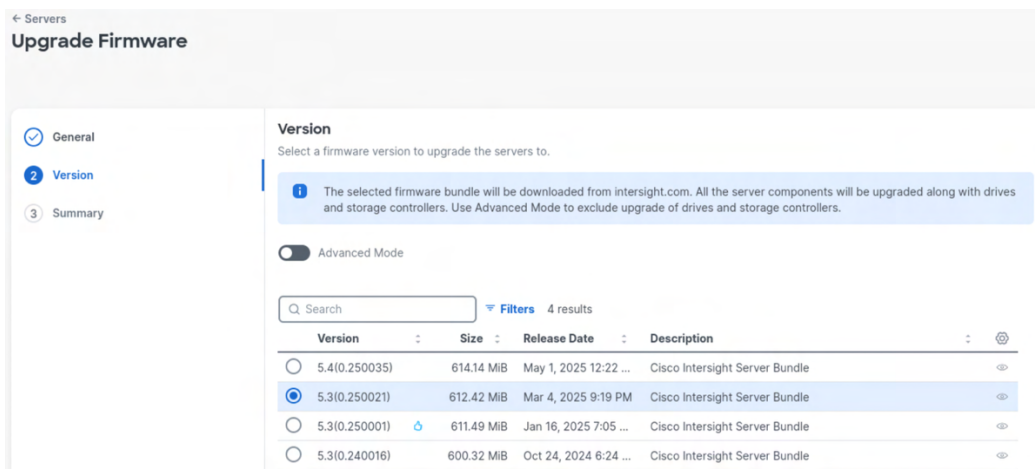 ← Servers
Upgrade Firmware
General
2 Version
3 Summary
Version
Select a firmware version to upgrade the servers to.
The selected firmware bundle will be downloaded from intersight.com. All the server components will be upgraded along with drives
and storage controllers. Use Advanced Mode to exclude upgrade of drives and storage controllers.
Advanced Mode
Search Filters 4 results
Version Size Release Date Description
5.4(0.250035) 614.14 MiB May 1, 2025 12:22 ... Cisco Intersight Server Bundle
5.3(0.250021) 612.42 MiB Mar 4, 2025 9:19 PM Cisco Intersight Server Bundle
5.3(0.250001) 611.49 MiB Jan 16, 2025 7:05 ... Cisco Intersight Server Bundle
5.3(0.240016) 600.32 MiB Oct 24, 2024 6:24 ... Cisco Intersight Server Bundle